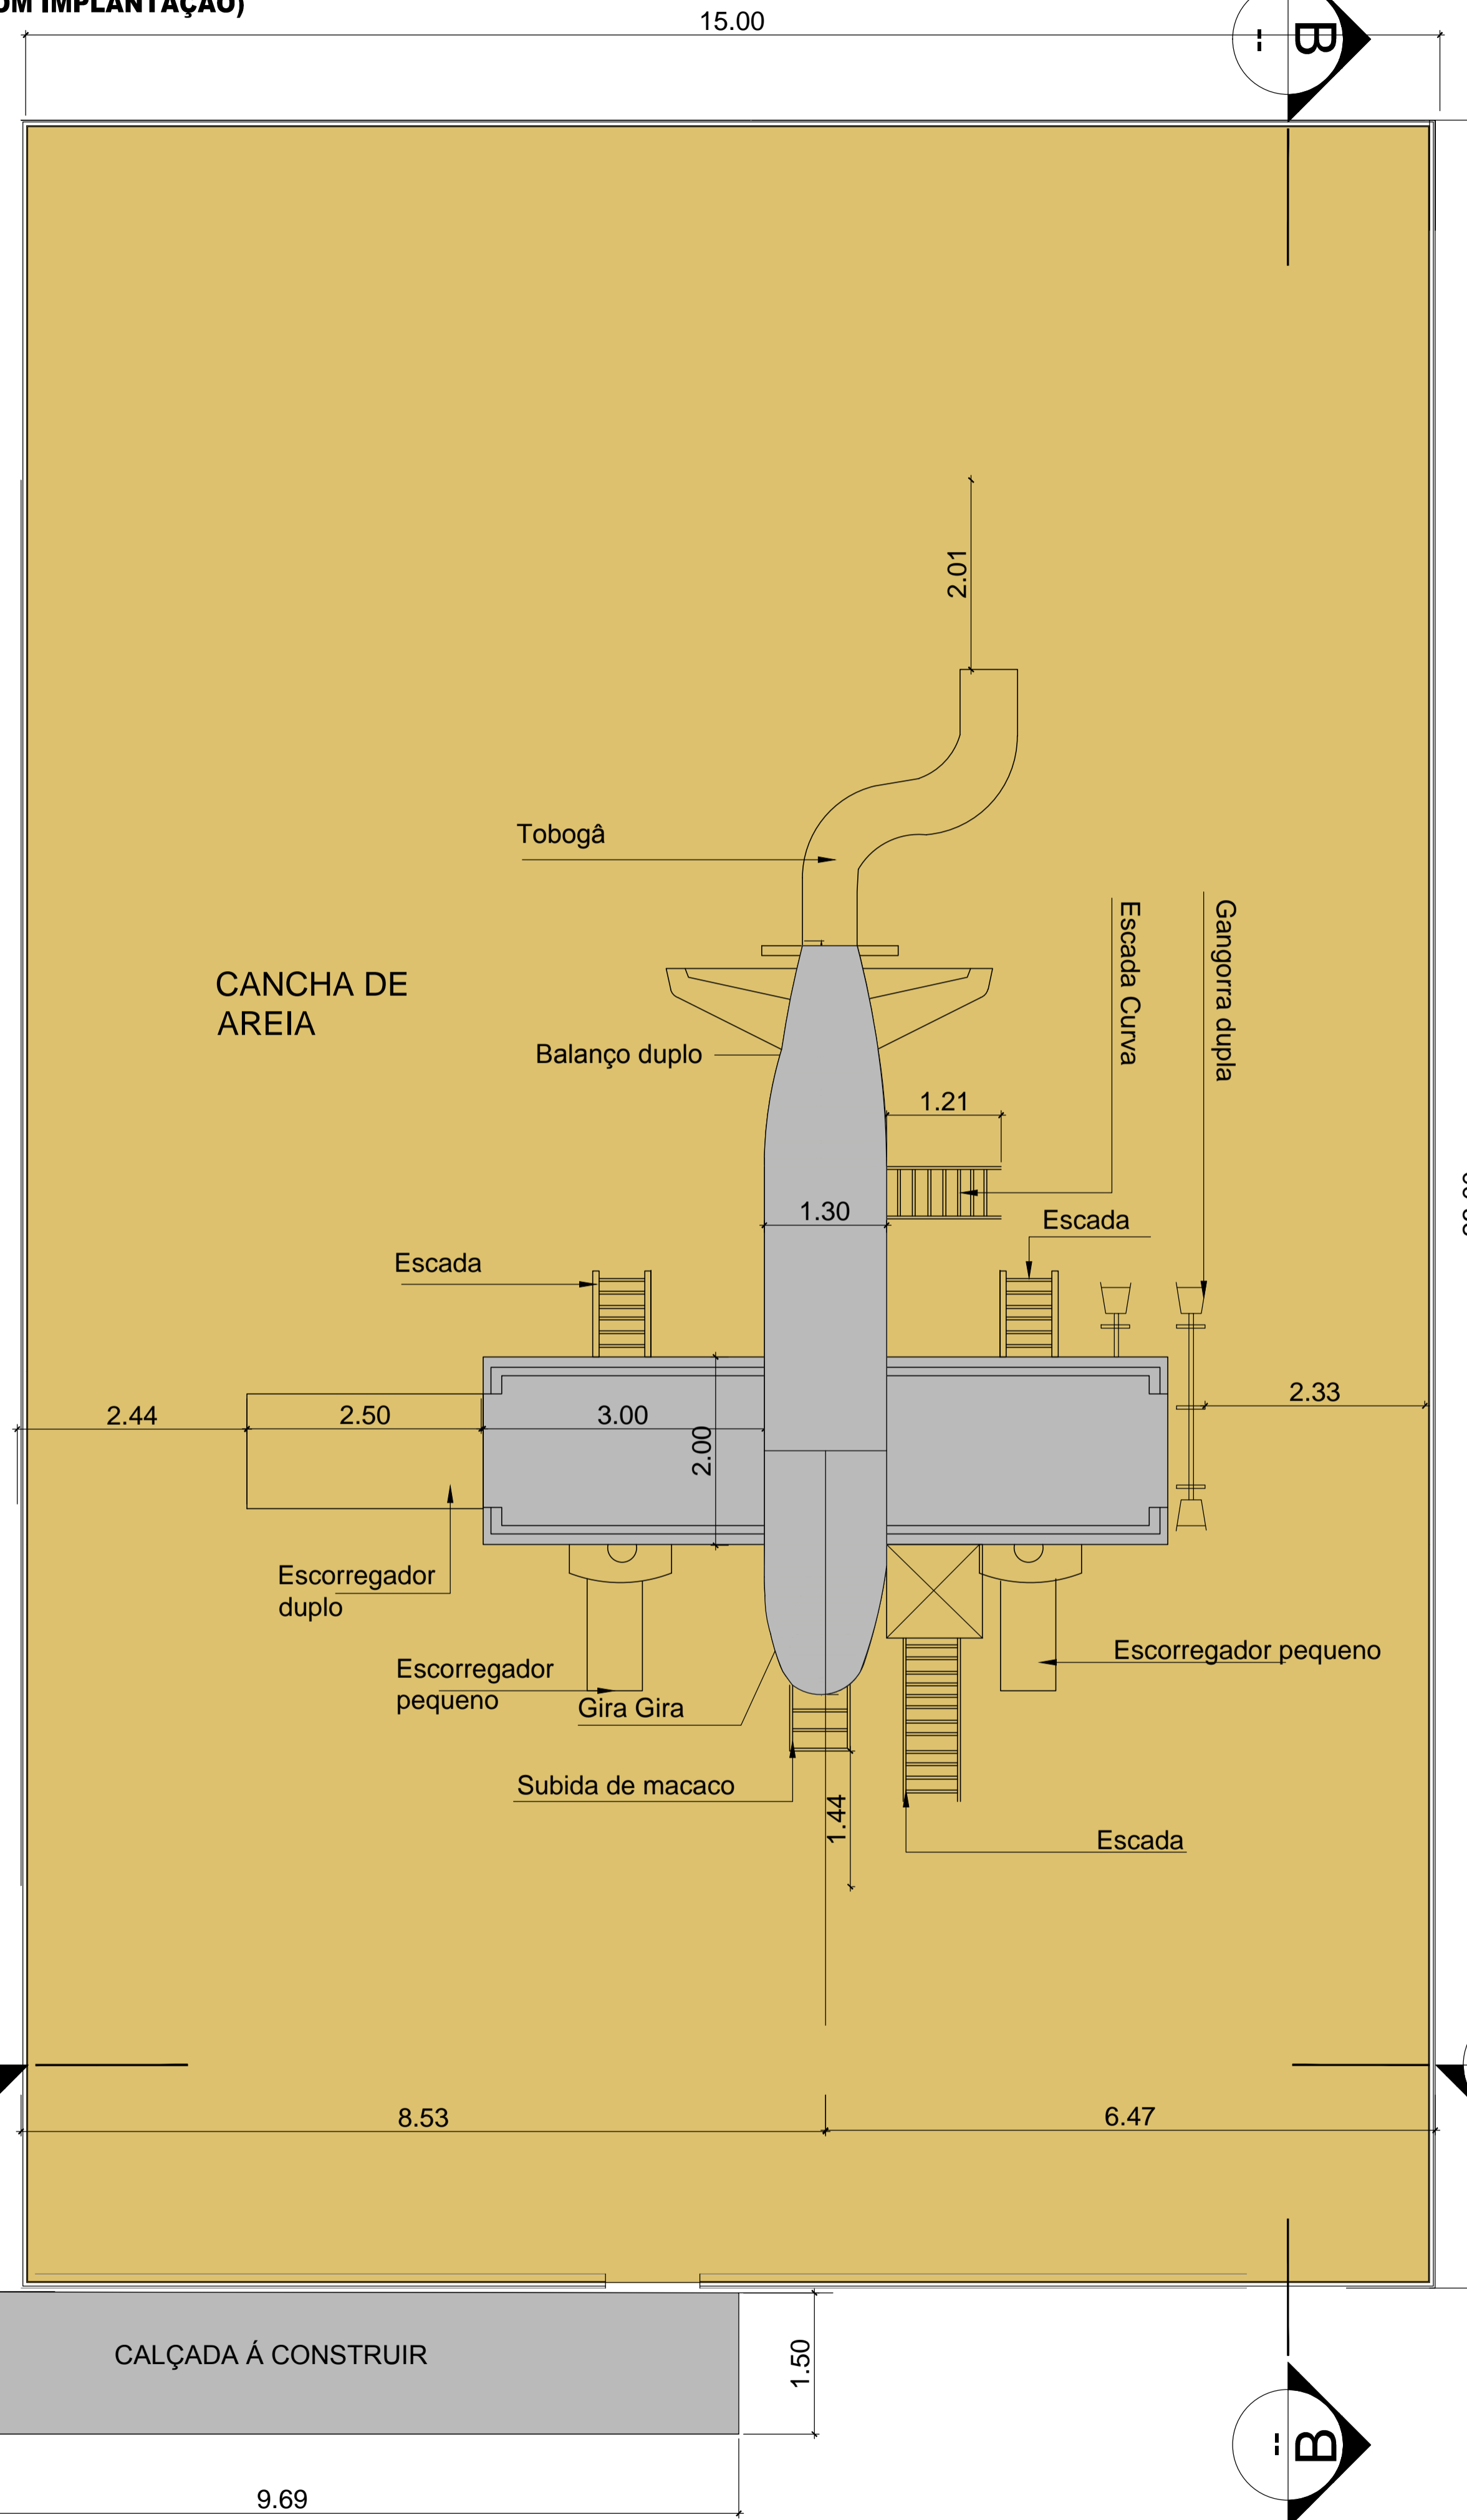 OM IMPLANTAÇÃO)
15.00
B
--
2.01
Tobogâ
Escada Curva
Gangorra dupla
CANCHA DE
AREIA
Balanço duplo
1.21
1.30
Escada
Escada
2.44
2.50
3.00
2.00
2.33
Escorregador
duplo
Escorregador
pequeno
Escorregador pequeno
Gira Gira
Subida de macaco
1.44
Escada
8.53
6.47
CALÇADA Á CONSTRUIR
1.50
B
--
9.69